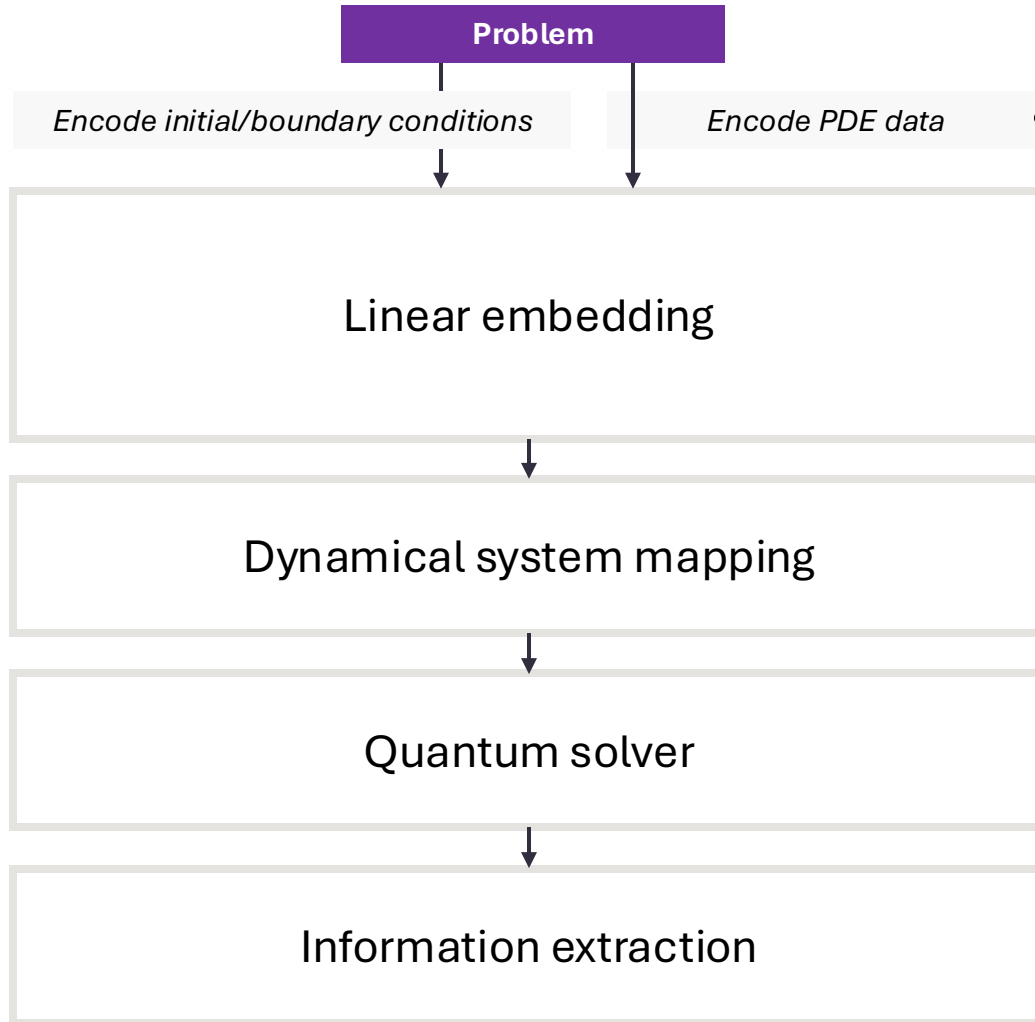 Problem
Encode initial/boundary conditions
Encode PDE data
Linear embedding
Dynamical system mapping
Quantum solver
Information extraction